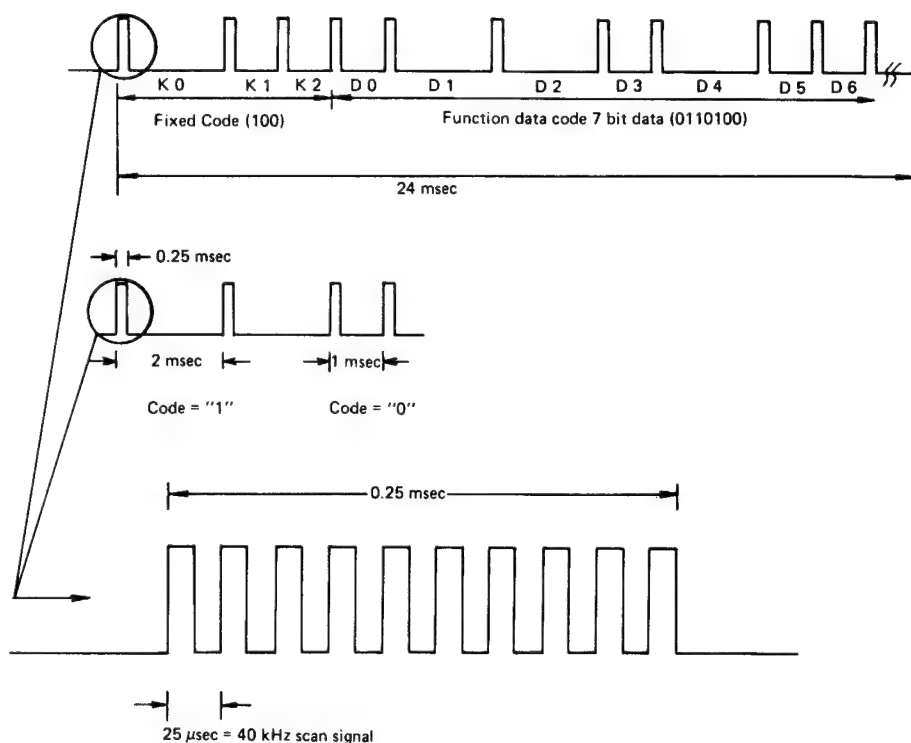 K 0 K 1 K 2 D 0 D 1 D 2 D 3 D 4 D 5 D 6
Fixed Code (100) Function data code 7 bit data (0110100)
24 msec
0.25 msec
2 msec 1 msec
Code = "1" Code = "0"
0.25 msec
25 μsec = 40 kHz scan signal